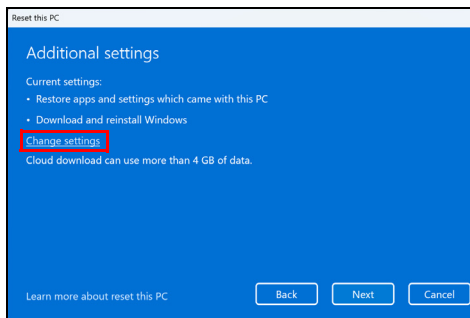 Reset this PC
Additional settings
Current settings:
• Restore apps and settings which came with this PC
• Download and reinstall Windows
Change settings
Cloud download can use more than 4 GB of data.
Learn more about reset this PC
Back
Next
Cancel